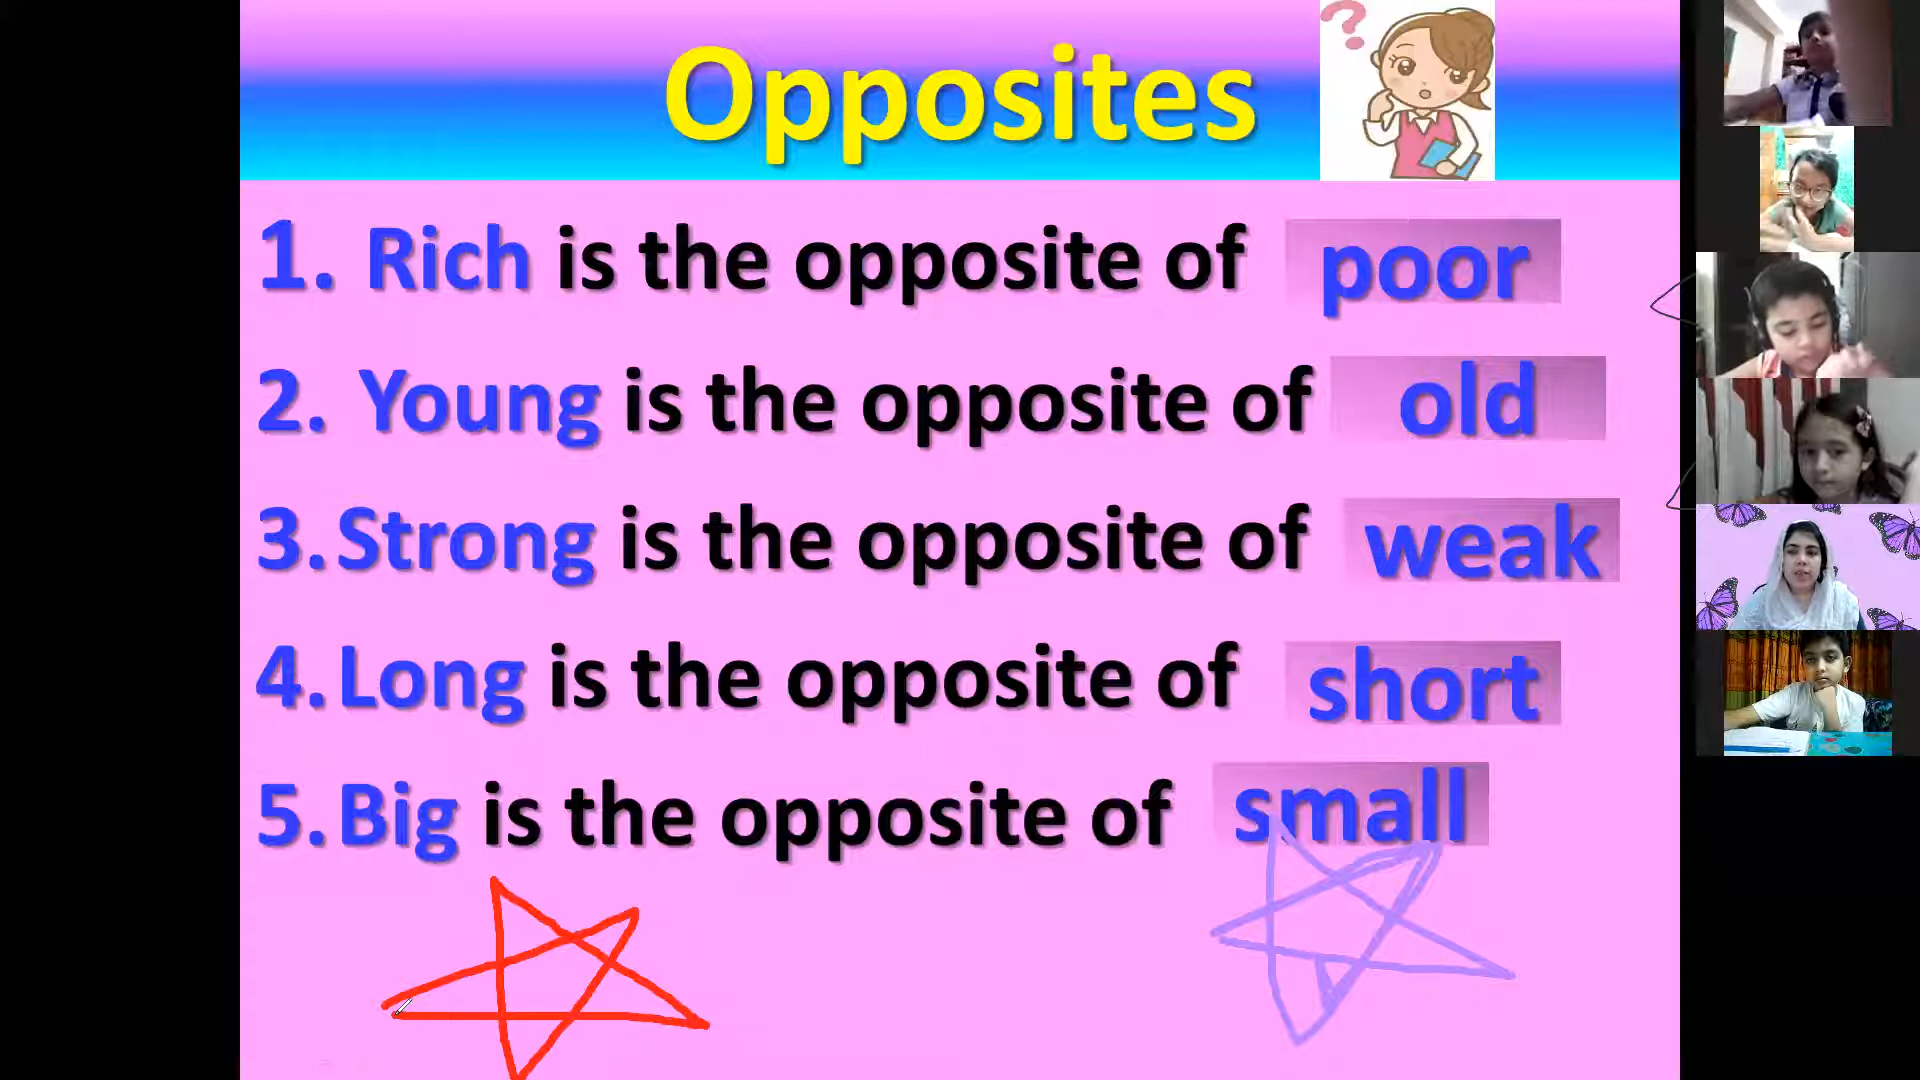 Opposites
1. Rich is the opposite of poor
2. Young is the opposite of old
3. Strong is the opposite of weak
4. Long is the opposite of short
5. Big is the opposite of small